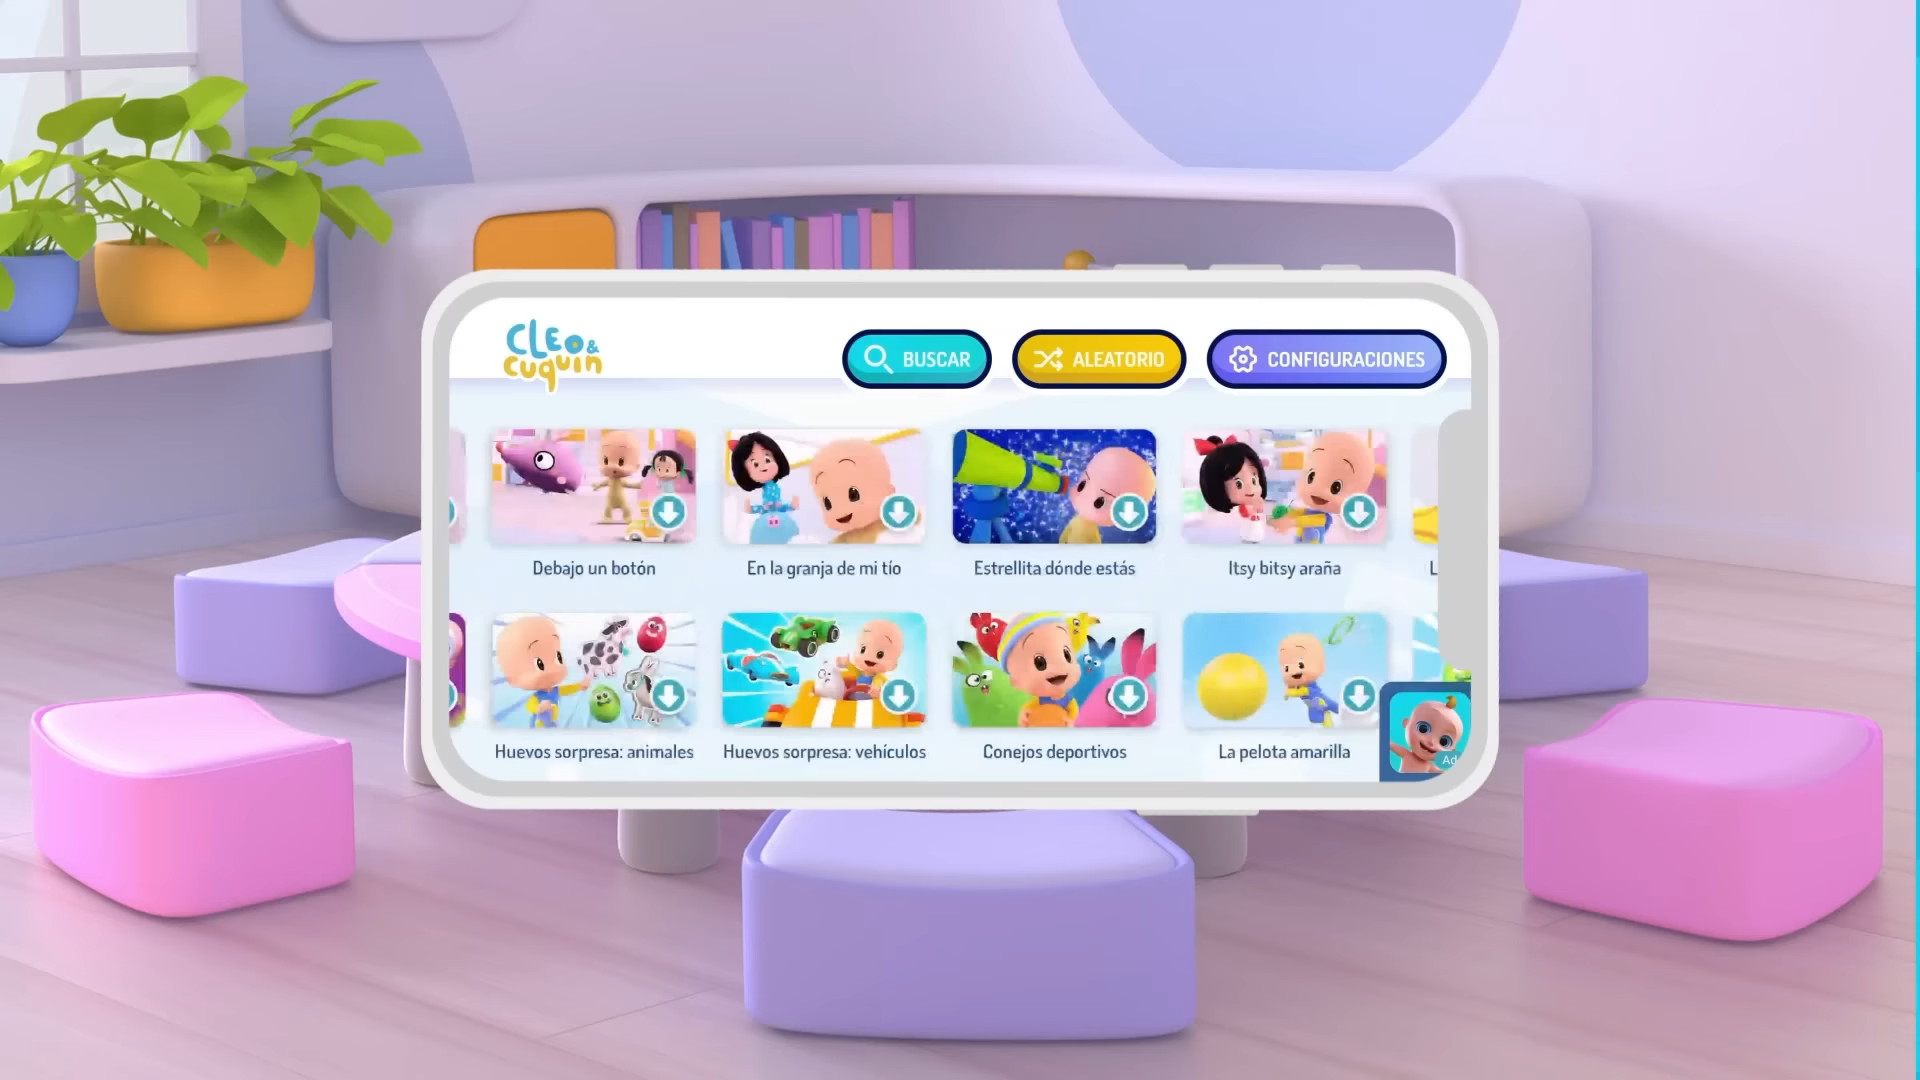 CLEO &
CUQUIN
BUSCAR
ALEATORIO
CONFIGURACIONES
Debajo un botón
En la granja de mi tío
Estrellita dónde estás
Itsy bitsy araña
L
Huevos sorpresa: animales
Huevos sorpresa: vehículos
Conejos deportivos
La pelota amarilla
Ad